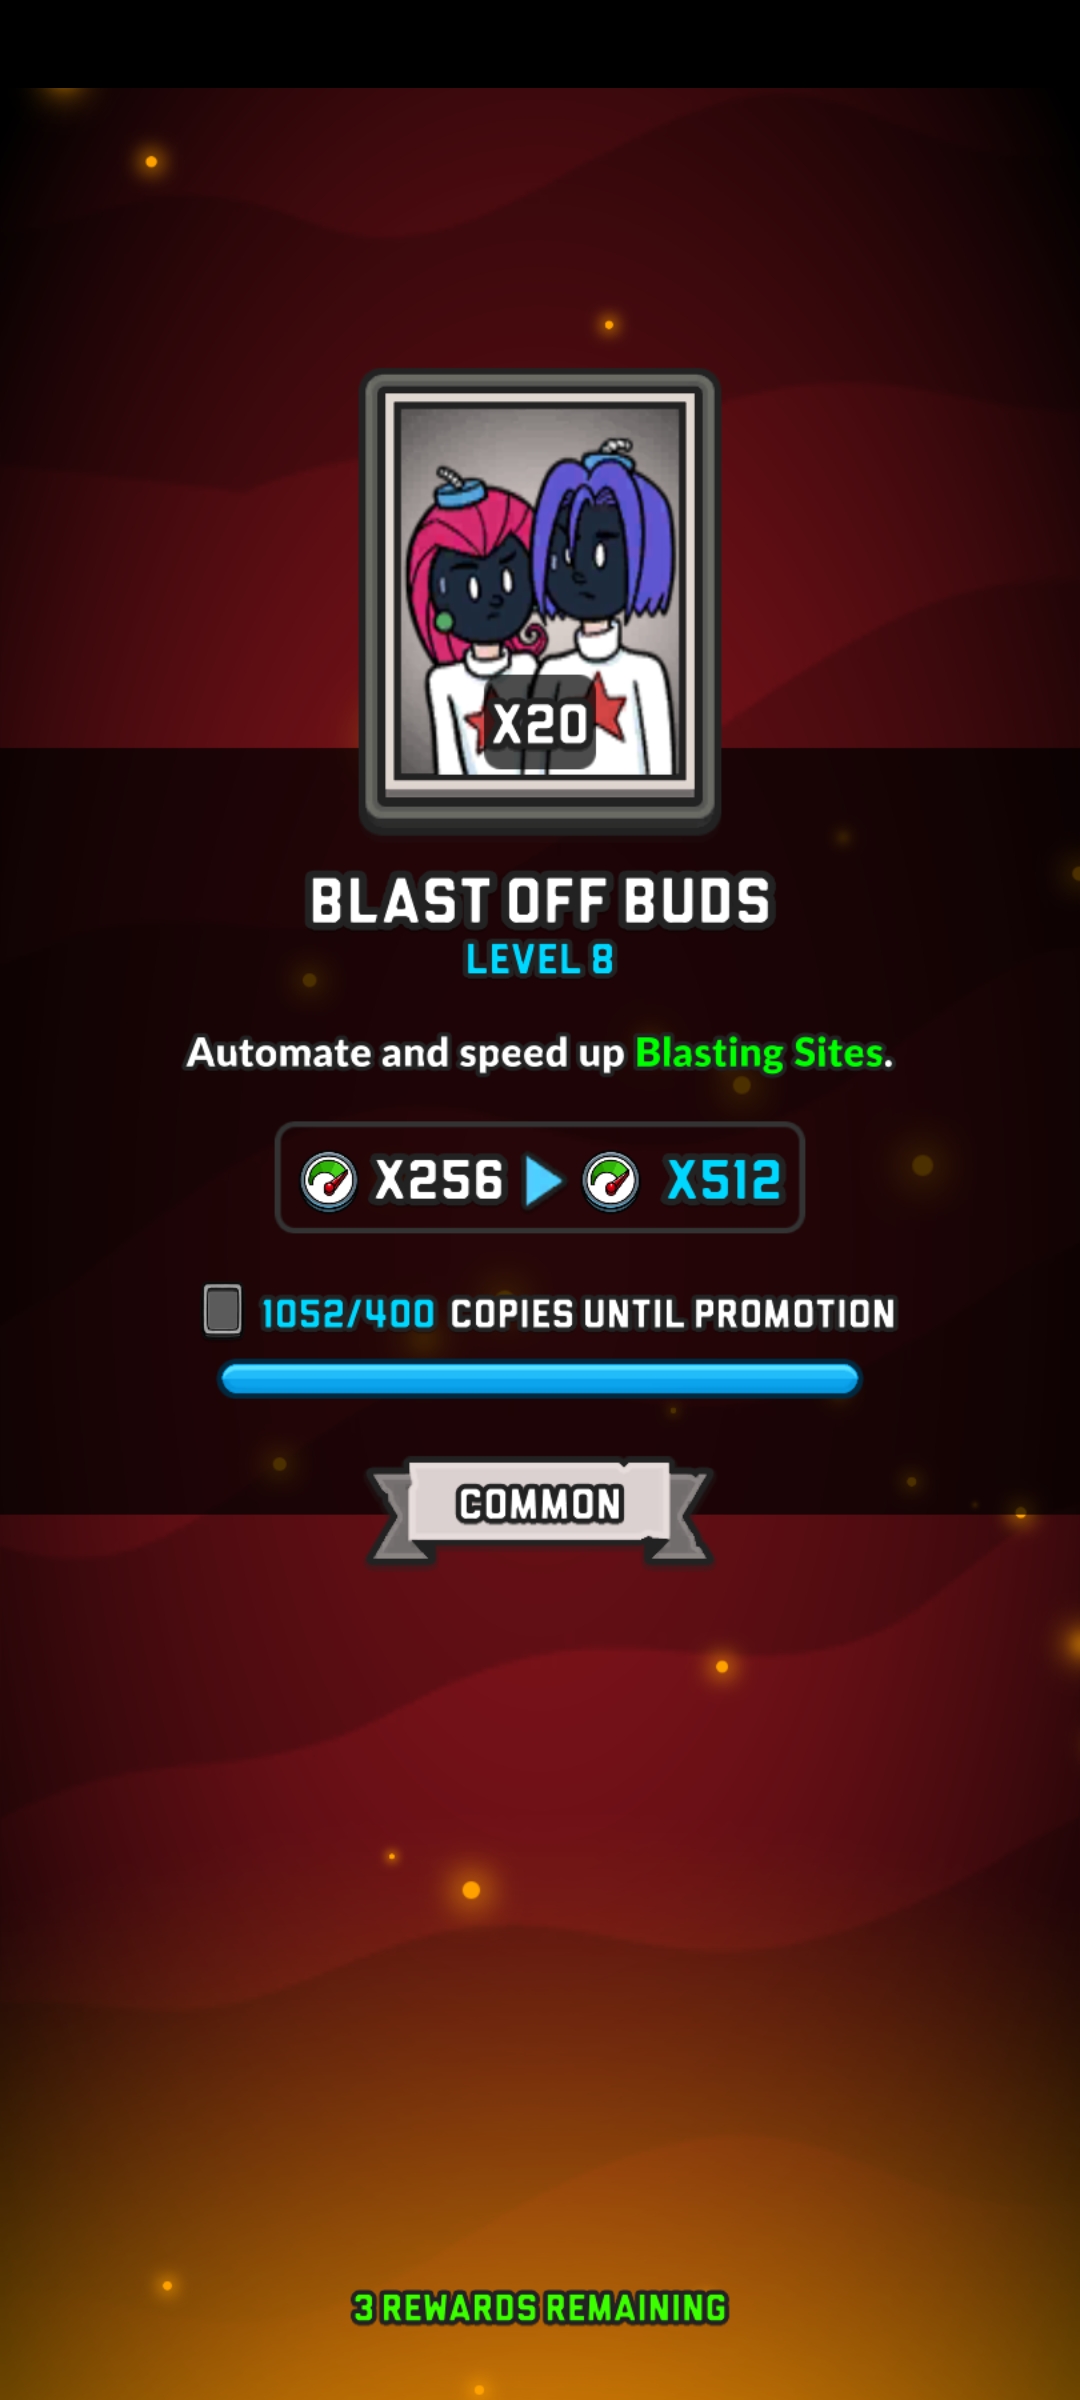 X20
BLAST OFF BUDS
LEVEL 8
Automate and speed up Blasting Sites.
X256 X512
1052/400 COPIES UNTIL PROMOTION
COMMON
3 REWARDS REMAINING